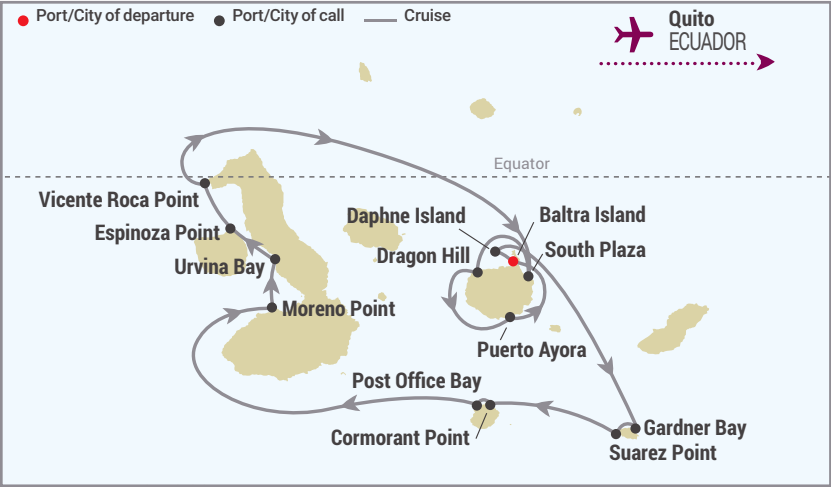 Port/City of departure
Port/City of call
Cruise
Quito
ECUADOR
Equator
Vicente Roca Point
Espinoza Point
Urvina Bay
Moreno Point
Daphne Island
Baltra Island
Dragon Hill
South Plaza
Puerto Ayora
Post Office Bay
Cormorant Point
Gardner Bay
Suarez Point